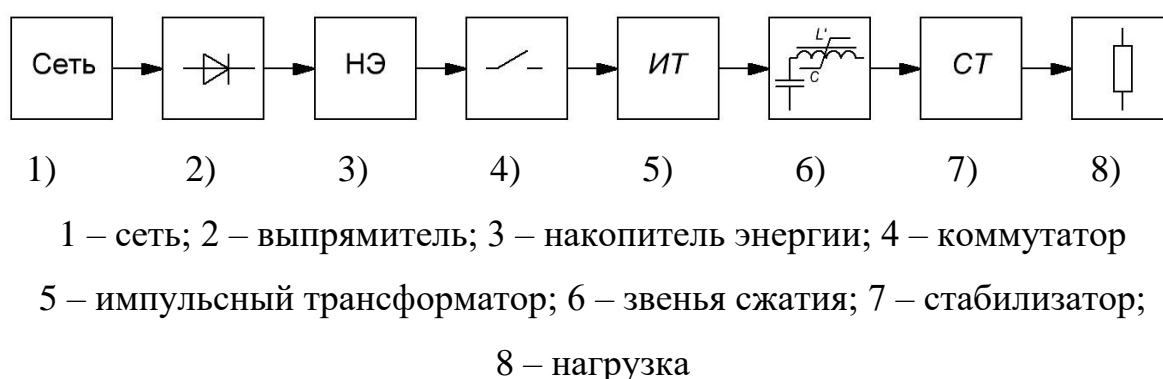 Сеть НЭ ИТ L' C СТ
1) 2) 3) 4) 5) 6) 7) 8)
1 – сеть; 2 – выпрямитель; 3 – накопитель энергии; 4 – коммутатор
5 – импульсный трансформатор; 6 – звенья сжатия; 7 – стабилизатор;
8 – нагрузка